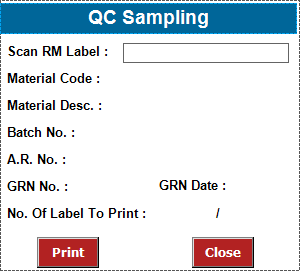 QC Sampling
Scan RM Label :
Material Code :
Material Desc. :
Batch No. :
A.R. No. :
GRN No. : GRN Date :
No. Of Label To Print : /
Print Close